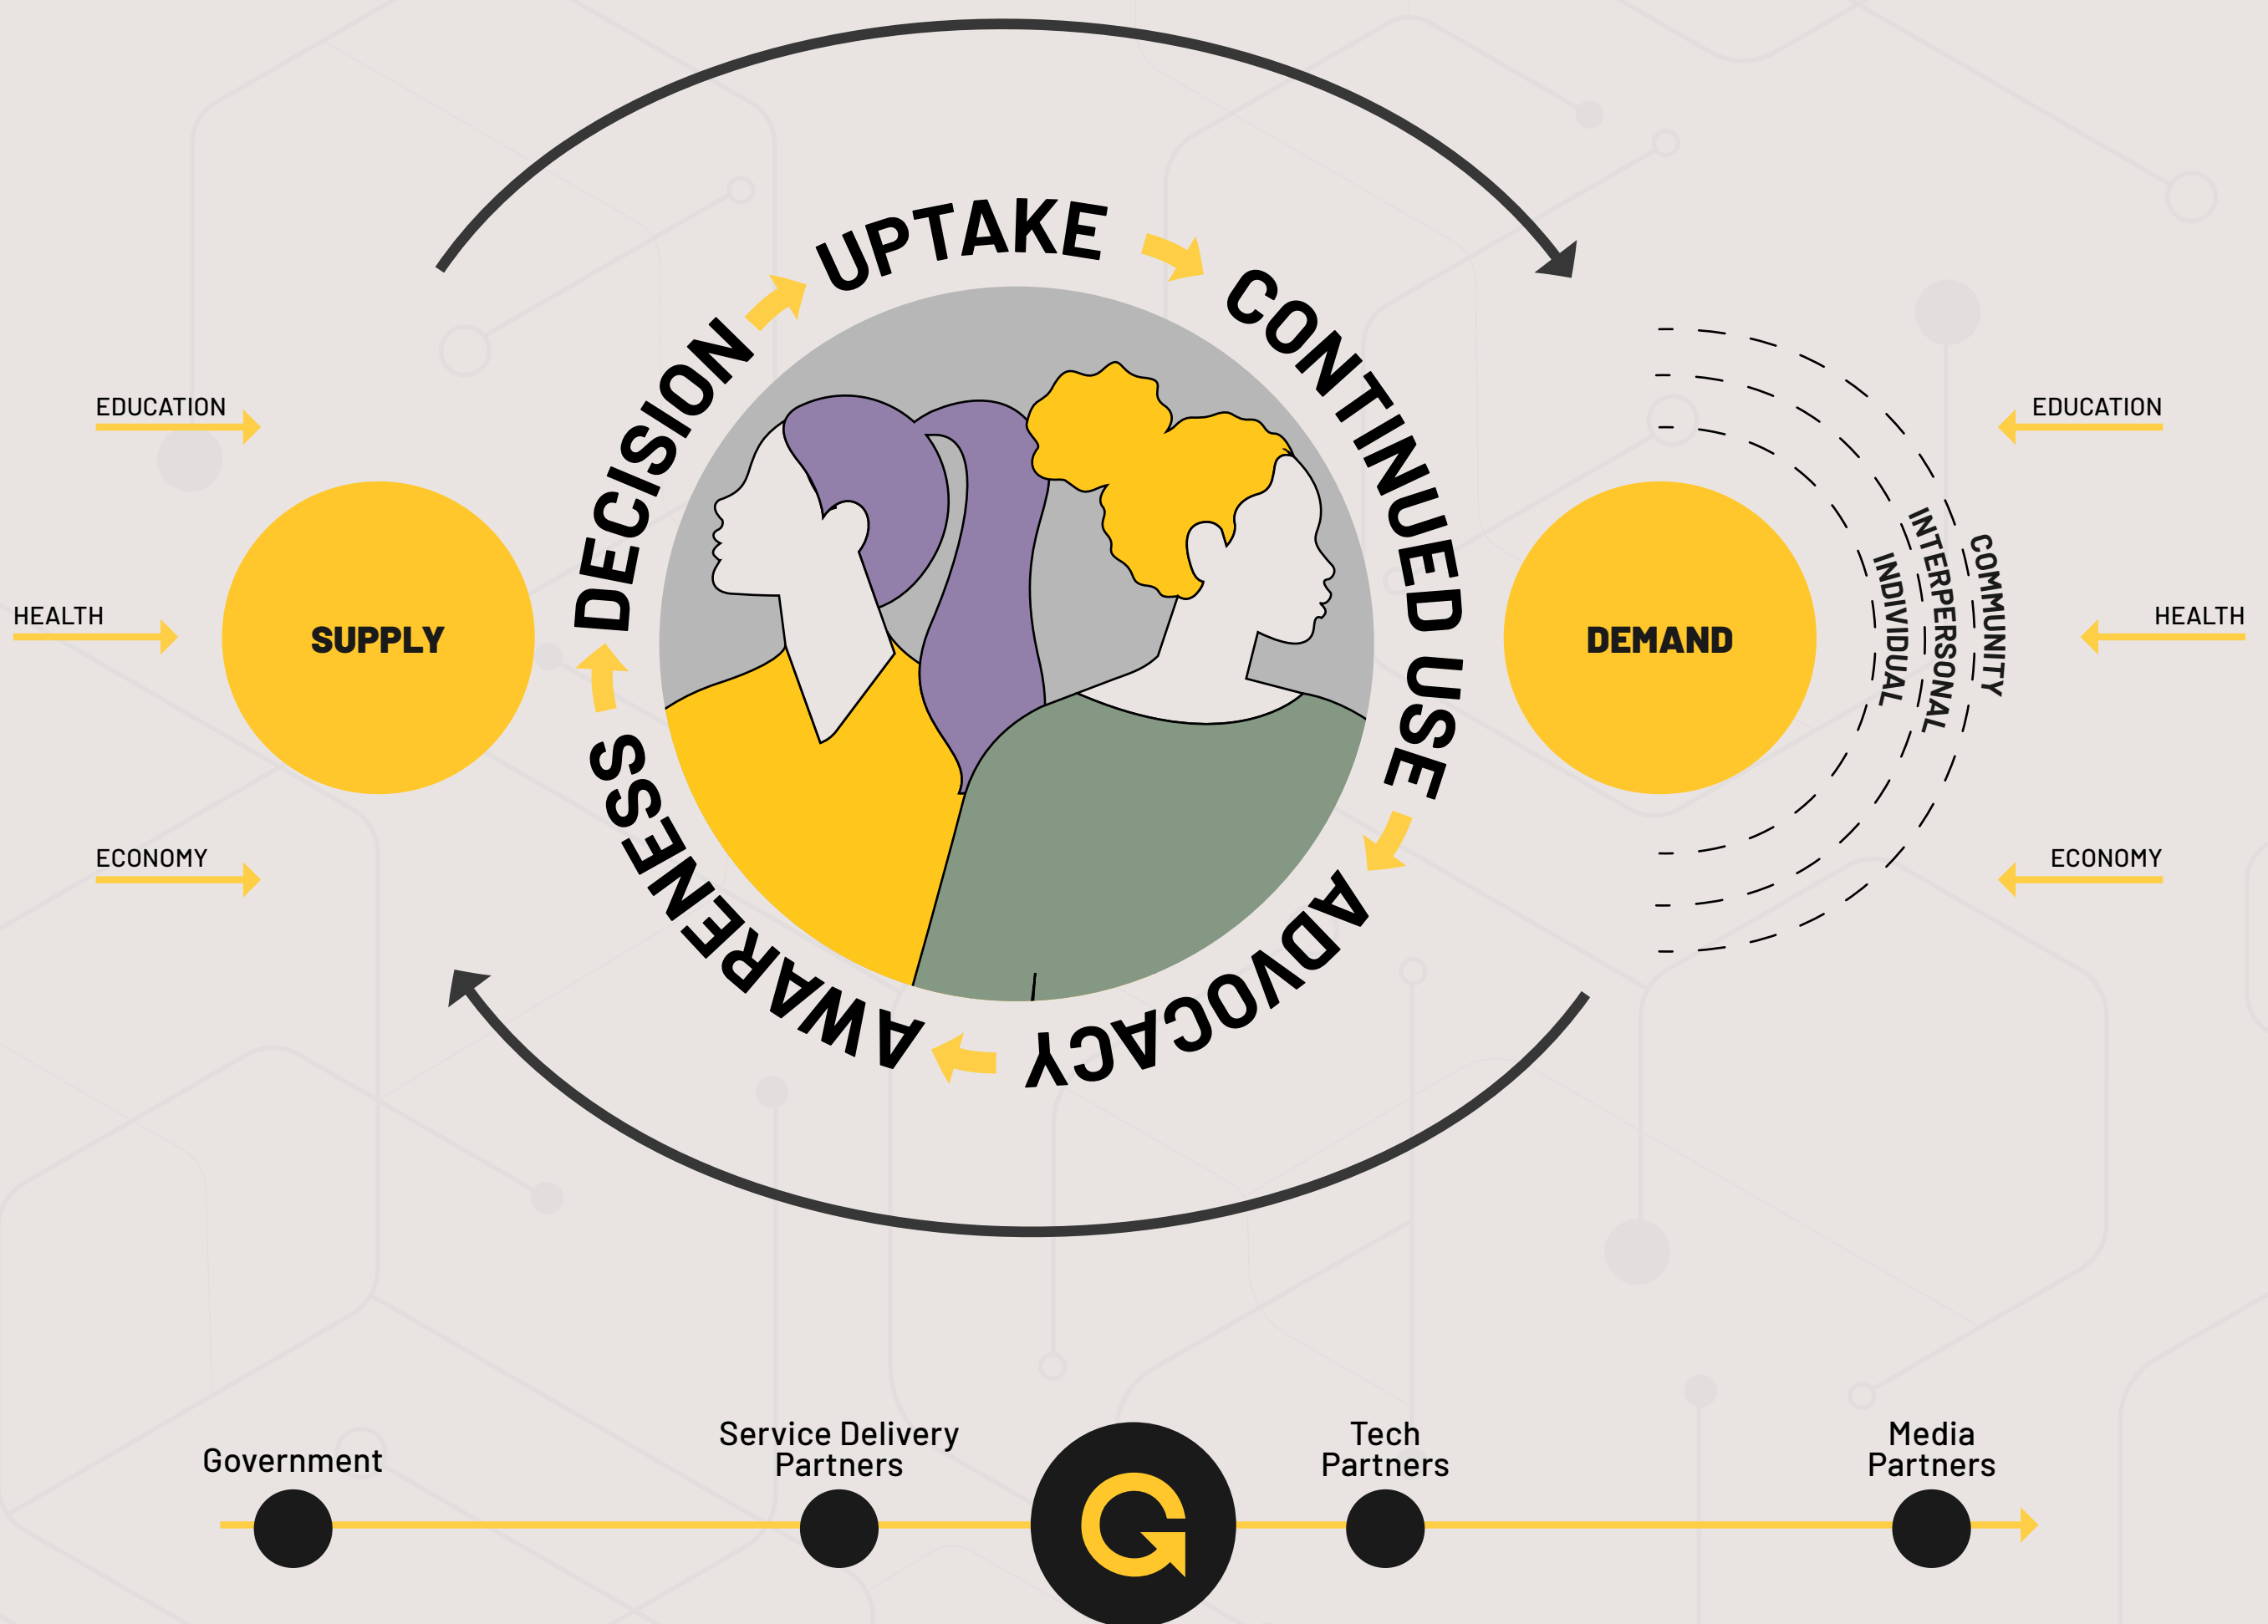 UPTAKE
CONTINUED USE
ADVOCACY
AWARENESS
DECISION
EDUCATION
HEALTH
ECONOMY
SUPPLY
DEMAND
INDIVIDUAL
INTERPERSONAL
COMMUNITY
EDUCATION
HEALTH
ECONOMY
Government
Service Delivery
Partners
G
Tech
Partners
Media
Partners